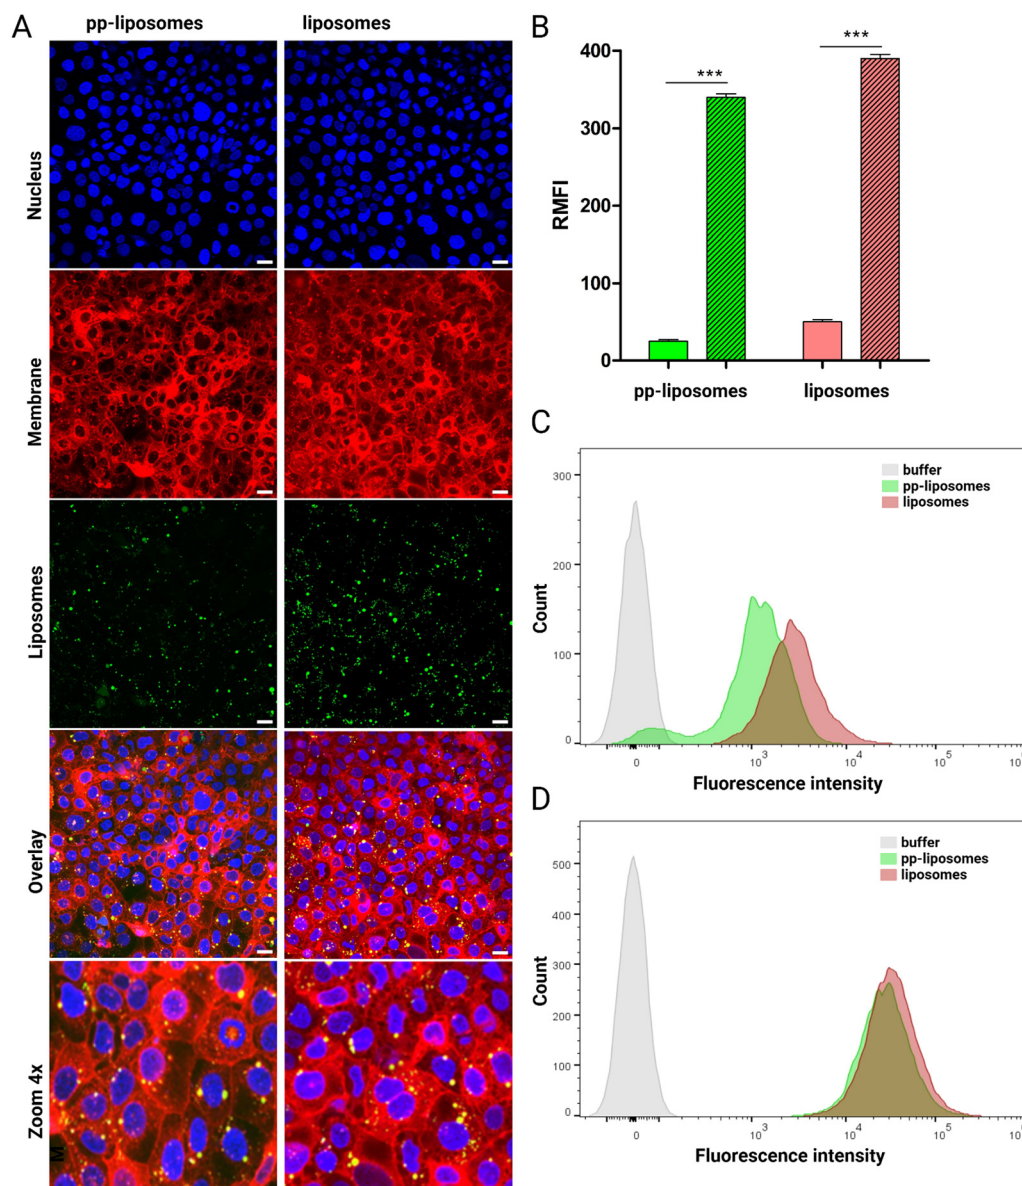 A
pp-liposomes
liposomes
Nucleus
Membrane
Liposomes
Overlay
Zoom 4x
M
B
RMFI
400
300
200
100
0
***
***
pp-liposomes
liposomes
C
Count
300
200
100
0
buffer
pp-liposomes
liposomes
0
10^3
10^4
10^5
Fluorescence intensity
D
Count
500
400
300
200
100
0
buffer
pp-liposomes
liposomes
0
10^3
10^4
10^5
Fluorescence intensity